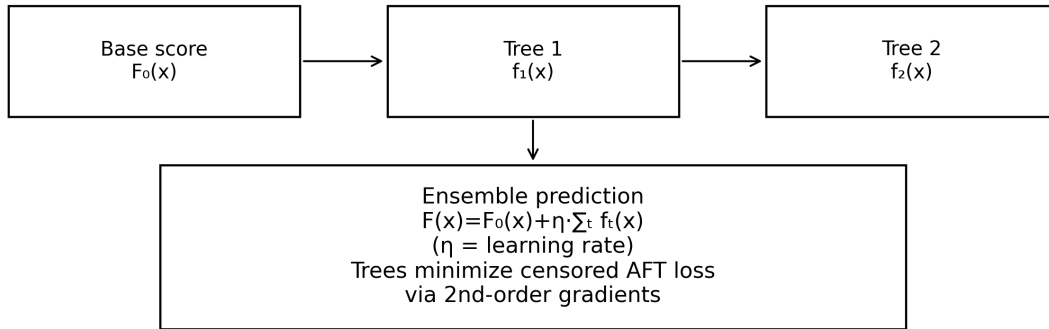 Base score
F₀(x)
Tree 1
f₁(x)
Tree 2
f₂(x)
Ensemble prediction
F(x)=F₀(x)+η·∑ₜ fₜ(x)
(η = learning rate)
Trees minimize censored AFT loss
via 2nd-order gradients